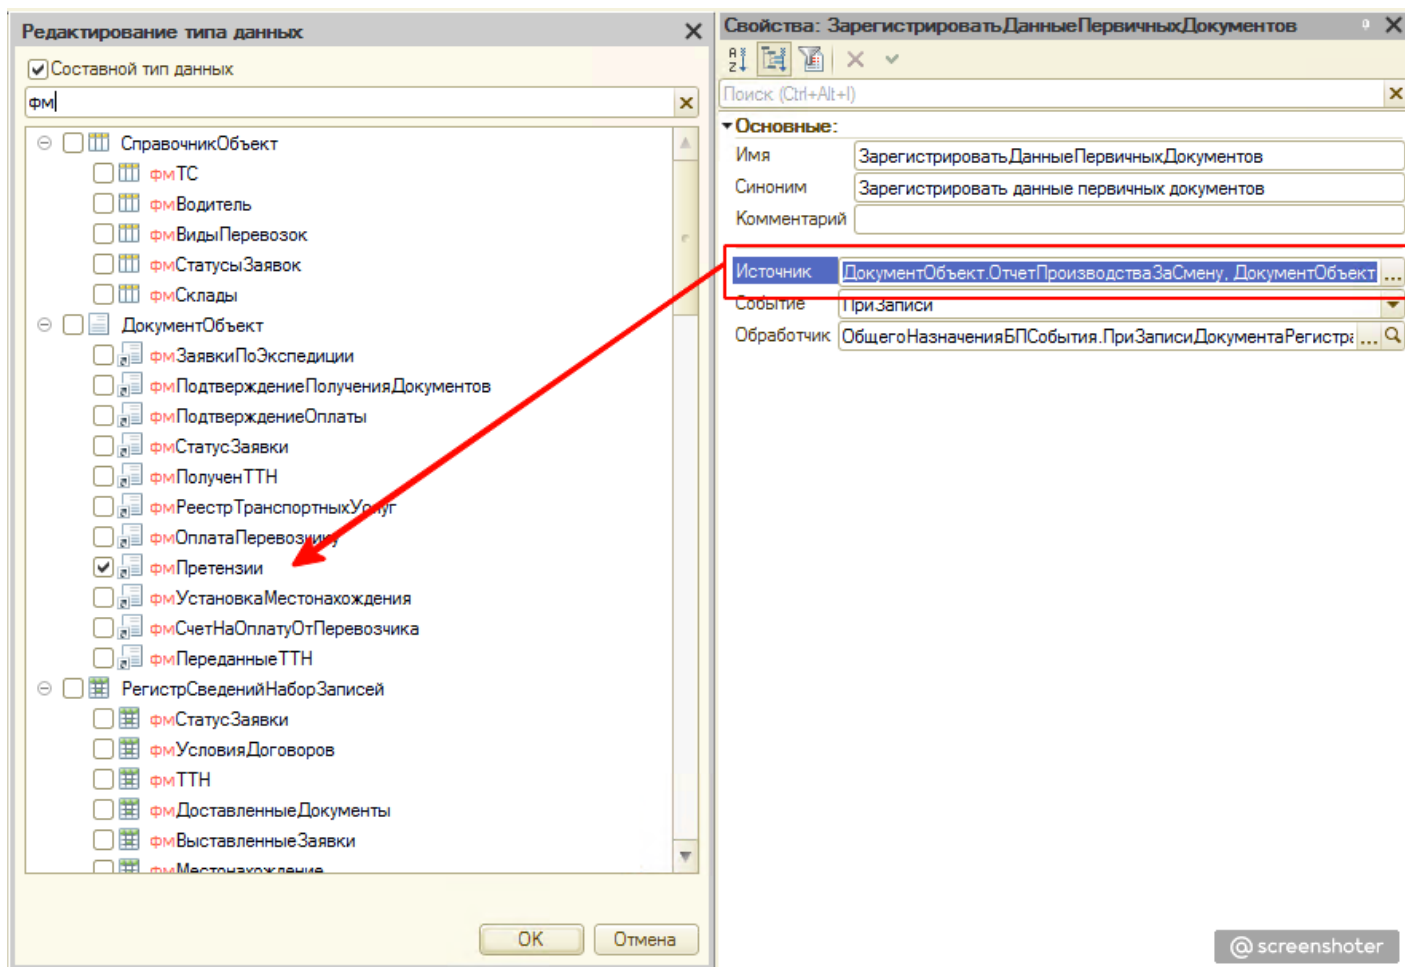 Редактирование типа данных
Составной тип данных
фм
СправочникОбъект
фмТС
фмВодитель
фмВидыПеревозок
фмСтатусыЗаявок
фмСклады
ДокументОбъект
фмЗаявкиПоЭкспедиции
фмПодтверждениеПолученияДокументов
фмПодтверждениеОплаты
фмСтатусЗаявки
фмПолученТТН
фмРеестрТранспортныхУслуг
фмОплатаПеревозчику
фмПретензии
фмУстановкаМестонахождения
фмСчетНаОплатуОтПеревозчика
фмПереданныеТТН
РегистрСведенийНаборЗаписей
фмСтатусЗаявки
фмУсловияДоговоров
фмТТН
фмДоставленныеДокументы
фмВыставленныеЗаявки
фмМестонахождение
OK
Отмена
Свойства: ЗарегистрироватьДанныеПервичныхДокументов
Поиск (Ctrl+Alt+I)
Основные:
Имя ЗарегистрироватьДанныеПервичныхДокументов
Синоним Зарегистрировать данные первичных документов
Комментарий
Источник ДокументОбъект.ОтчетПроизводстваЗаСмену, ДокументОбъект ...
Событие ПриЗаписи
Обработчик ОбщегоНазначенияБПСобытия.ПриЗаписиДокументаРегистра ...
@screenshoter